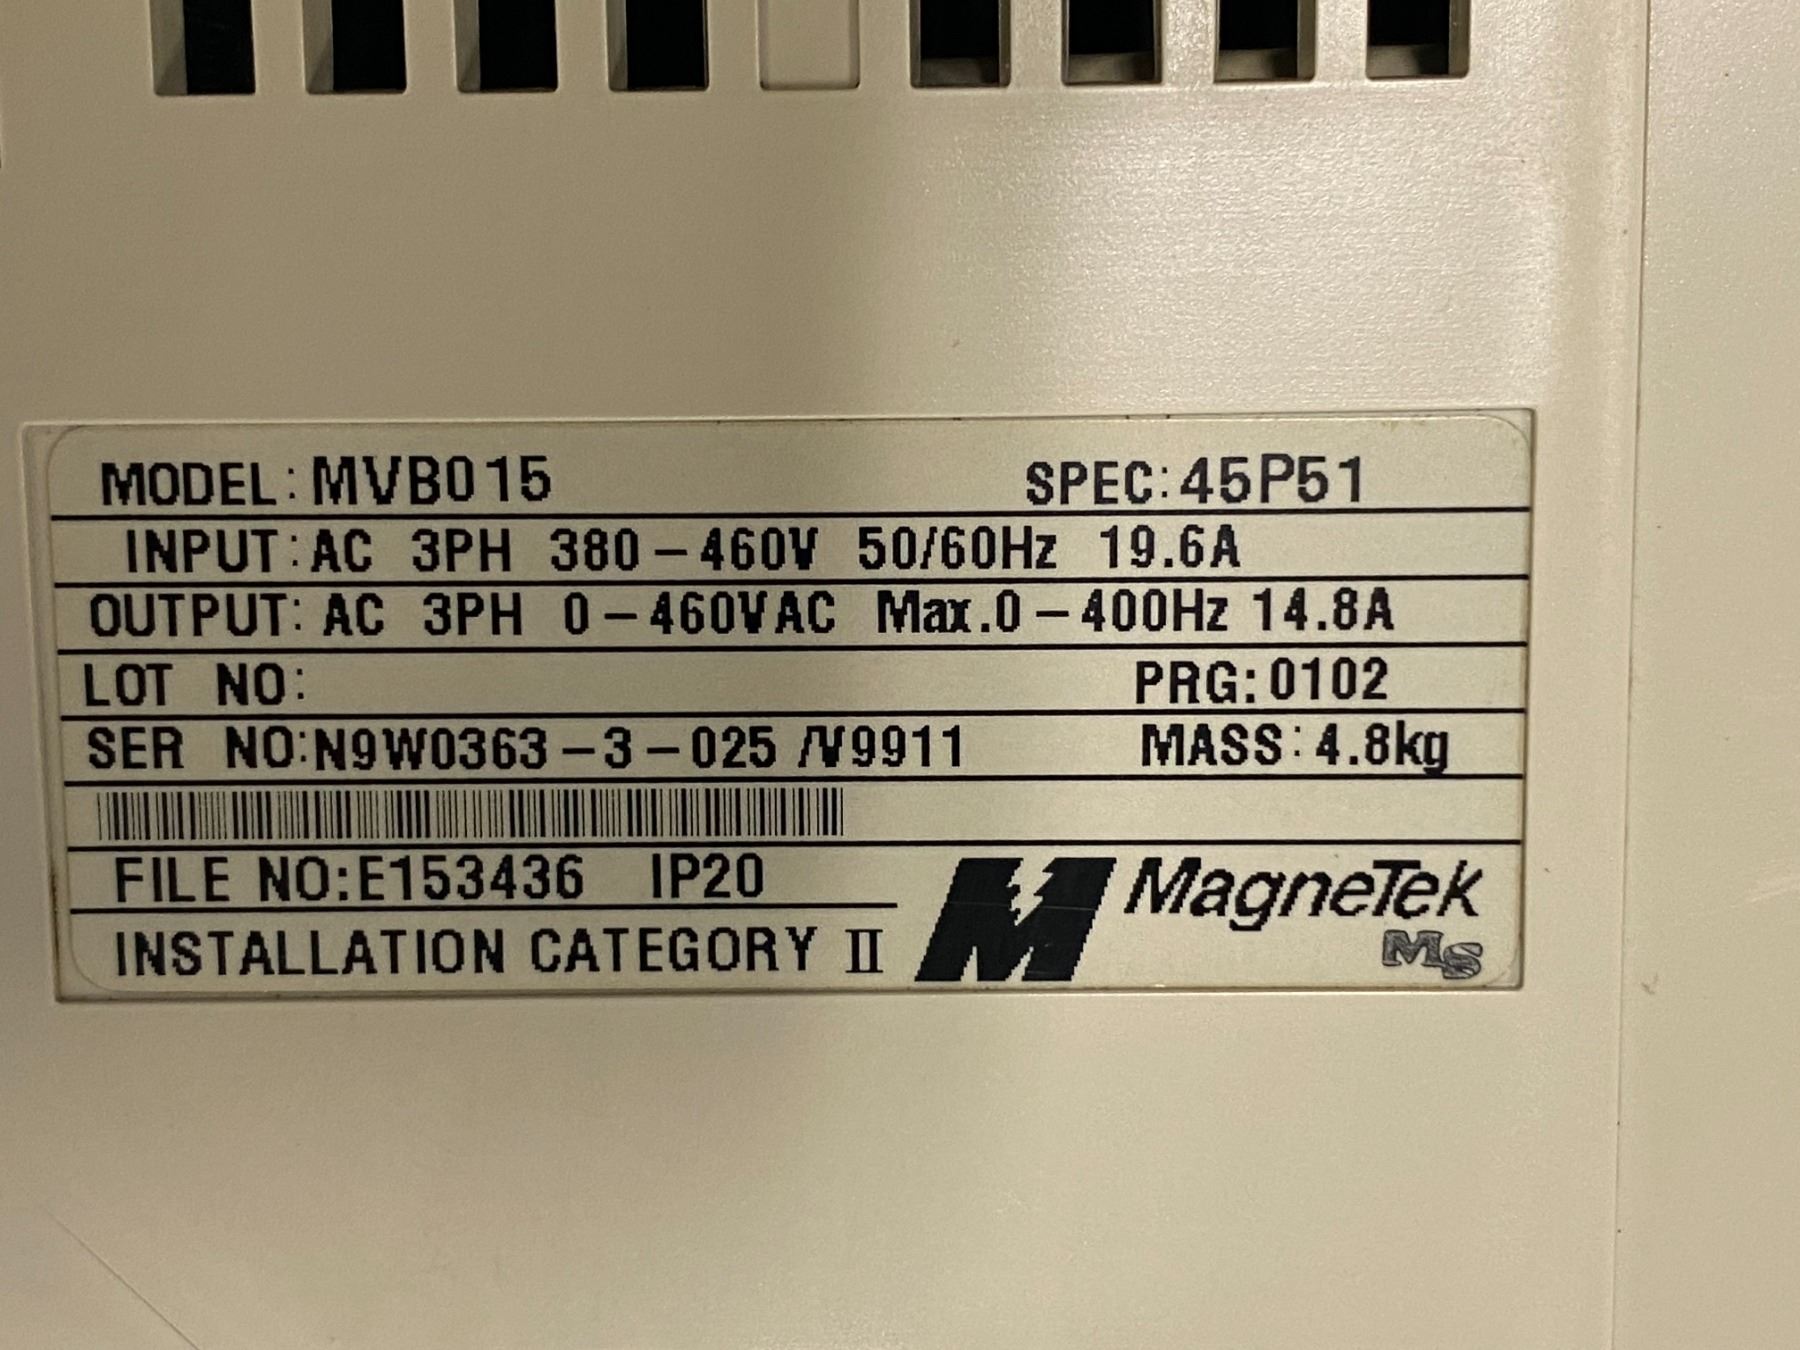 MODEL: MVB015 SPEC: 45P51
INPUT: AC 3PH 380-460V 50/60Hz 19.6A
OUTPUT: AC 3PH 0-460VAC Max.0-400Hz 14.8A
LOT NO: PRG: 0102
SER NO: N9W0363-3-025 /V9911 MASS: 4.8kg
FILE NO: E153436 IP20
MagneTek
INSTALLATION CATEGORY II
MS